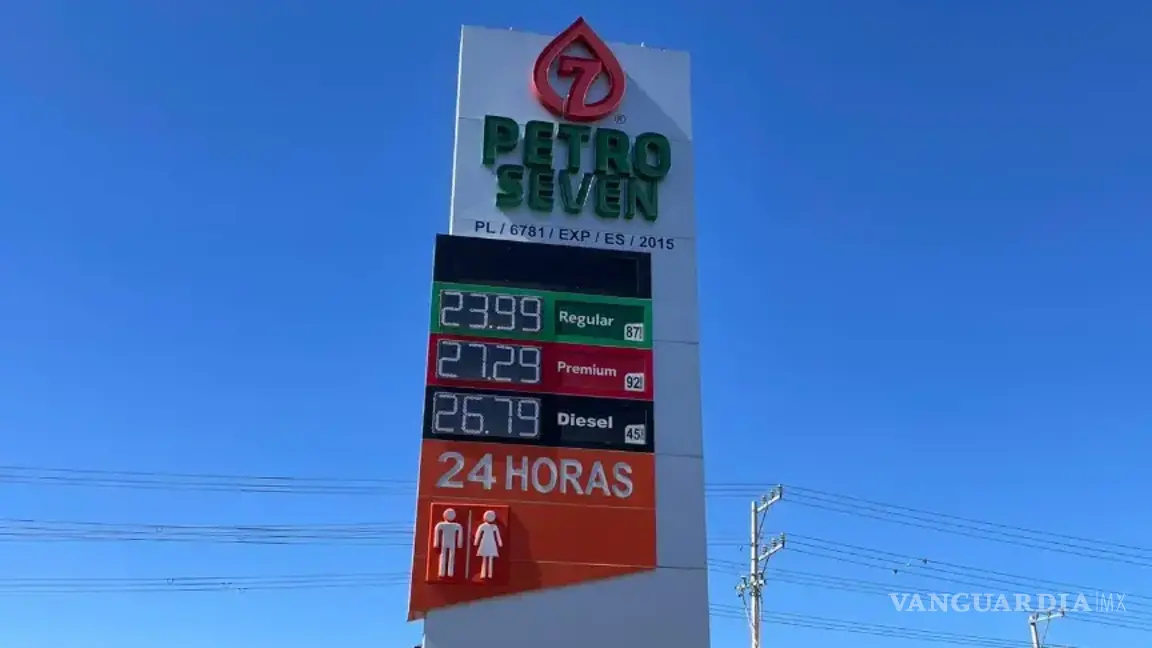 7
®
PETRO
SEVEN
PL / 6781 / EXP / ES / 2015
23.99 Regular 87
27.29 Premium 92
26.79 Diesel 45
24 HORAS
VANGUARDIA|MX